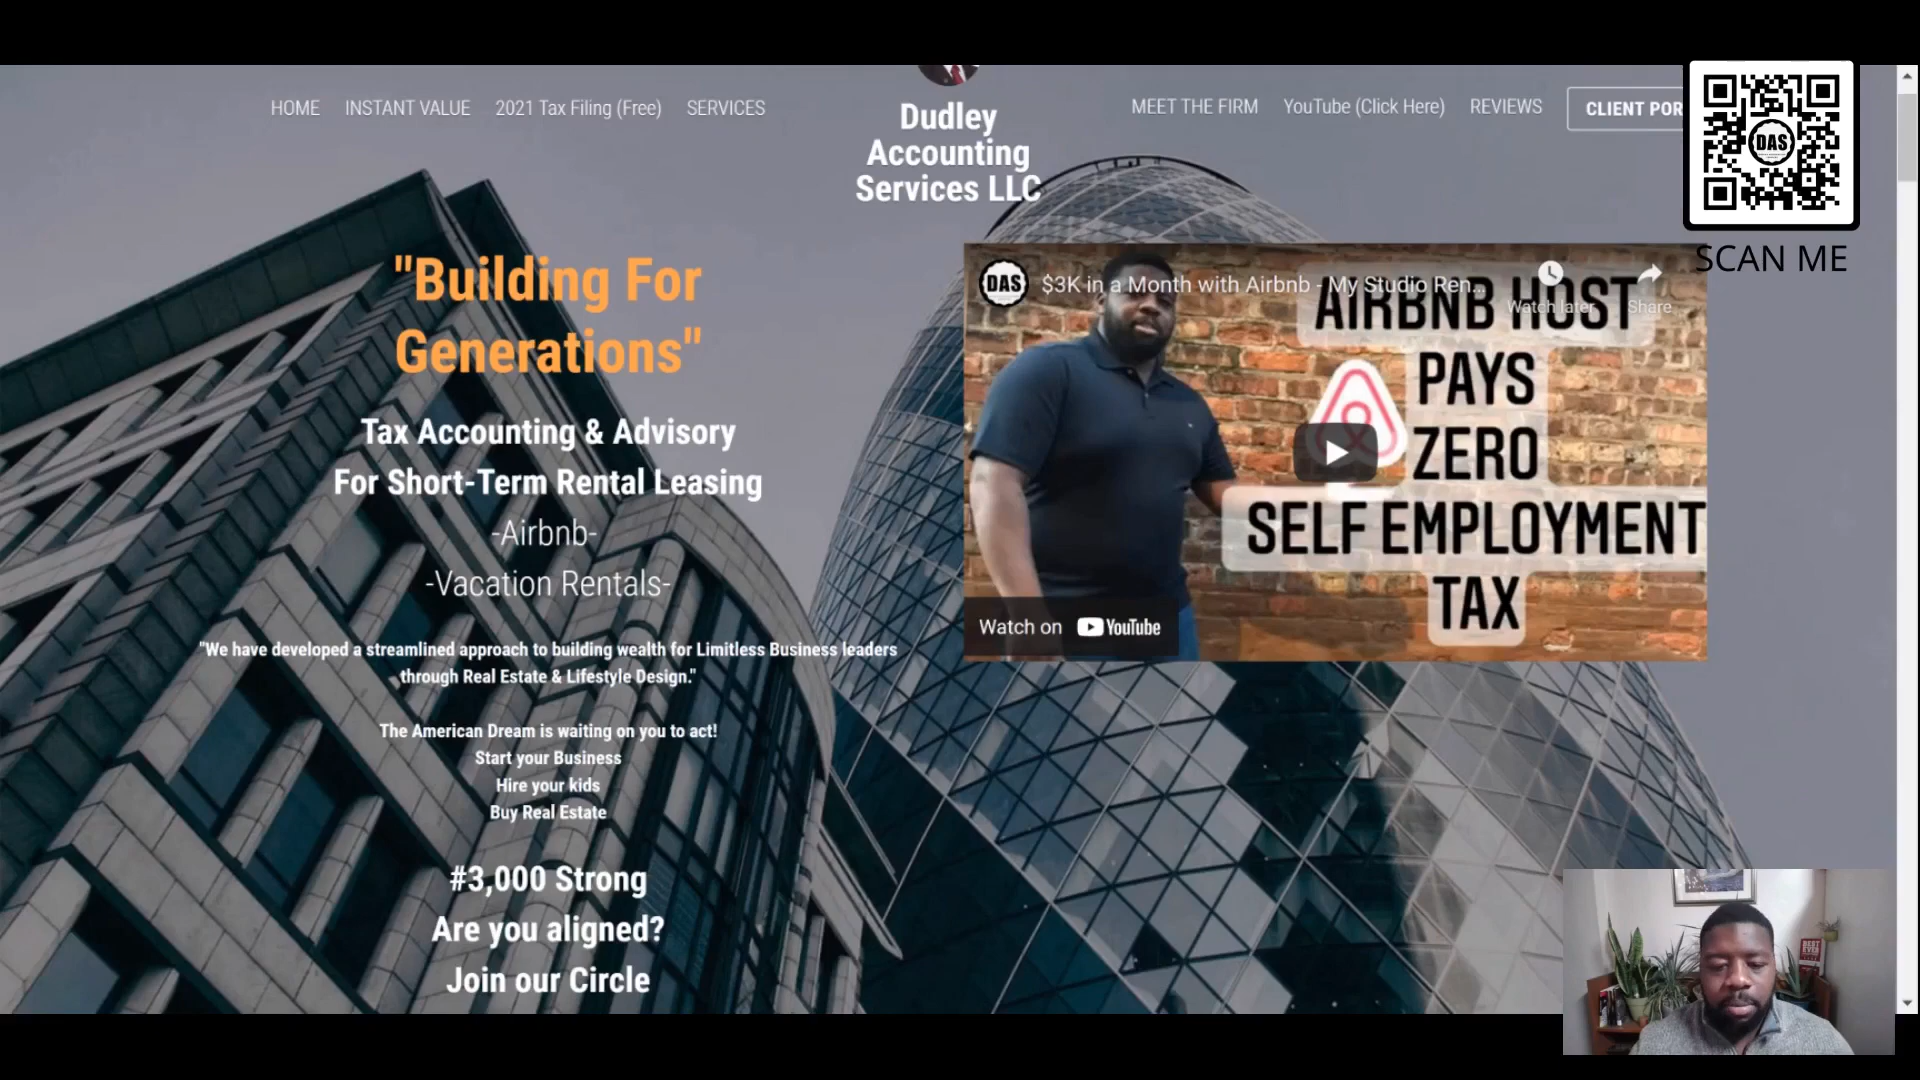 HOME INSTANT VALUE 2021 Tax Filing (Free) SERVICES
Dudley
Accounting
Services LLC
MEET THE FIRM YouTube (Click Here) REVIEWS CLIENT POR
DAS
SCAN ME
"Building For
Generations"
Tax Accounting & Advisory
For Short-Term Rental Leasing
-Airbnb-
-Vacation Rentals-
"We have developed a streamlined approach to building wealth for Limitless Business leaders
through Real Estate & Lifestyle Design."
The American Dream is waiting on you to act!
Start your Business
Hire your kids
Buy Real Estate
#3,000 Strong
Are you aligned?
Join our Circle
DAS
$3K in a Month with Airbnb - My Studio Ren...
Watch later
Share
AIRBNB HOST
PAYS
ZERO
SELF EMPLOYMENT
TAX
Watch on YouTube
BEST
EVER